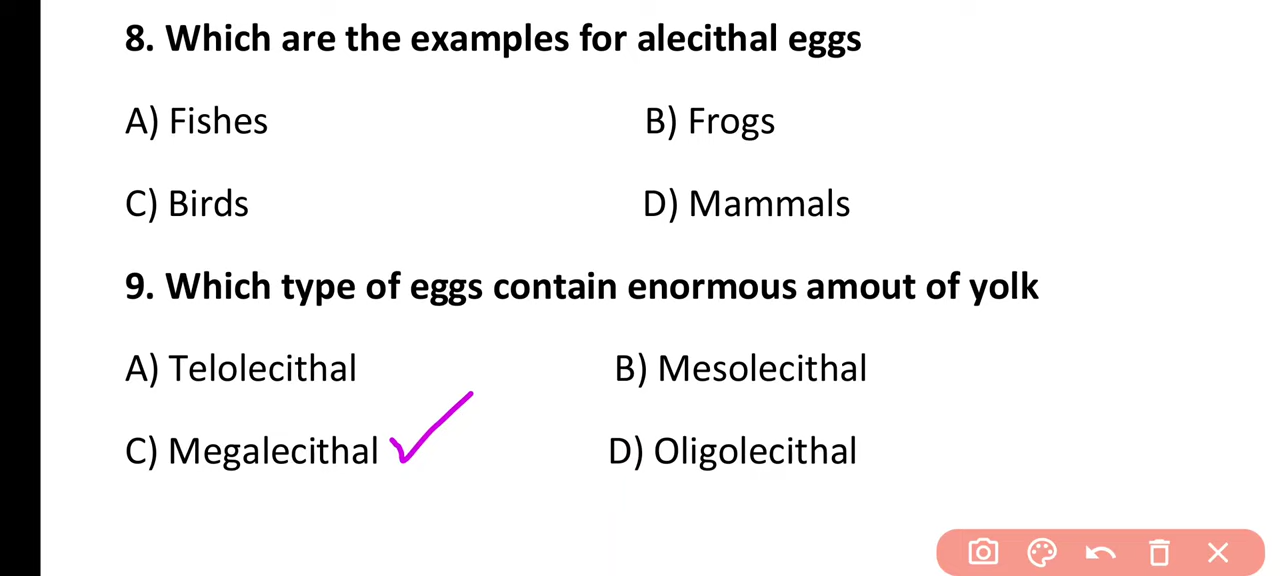 8. Which are the examples for alecithal eggs
A) Fishes B) Frogs
C) Birds D) Mammals
9. Which type of eggs contain enormous amout of yolk
A) Telolecithal B) Mesolecithal
C) Megalecithal D) Oligolecithal